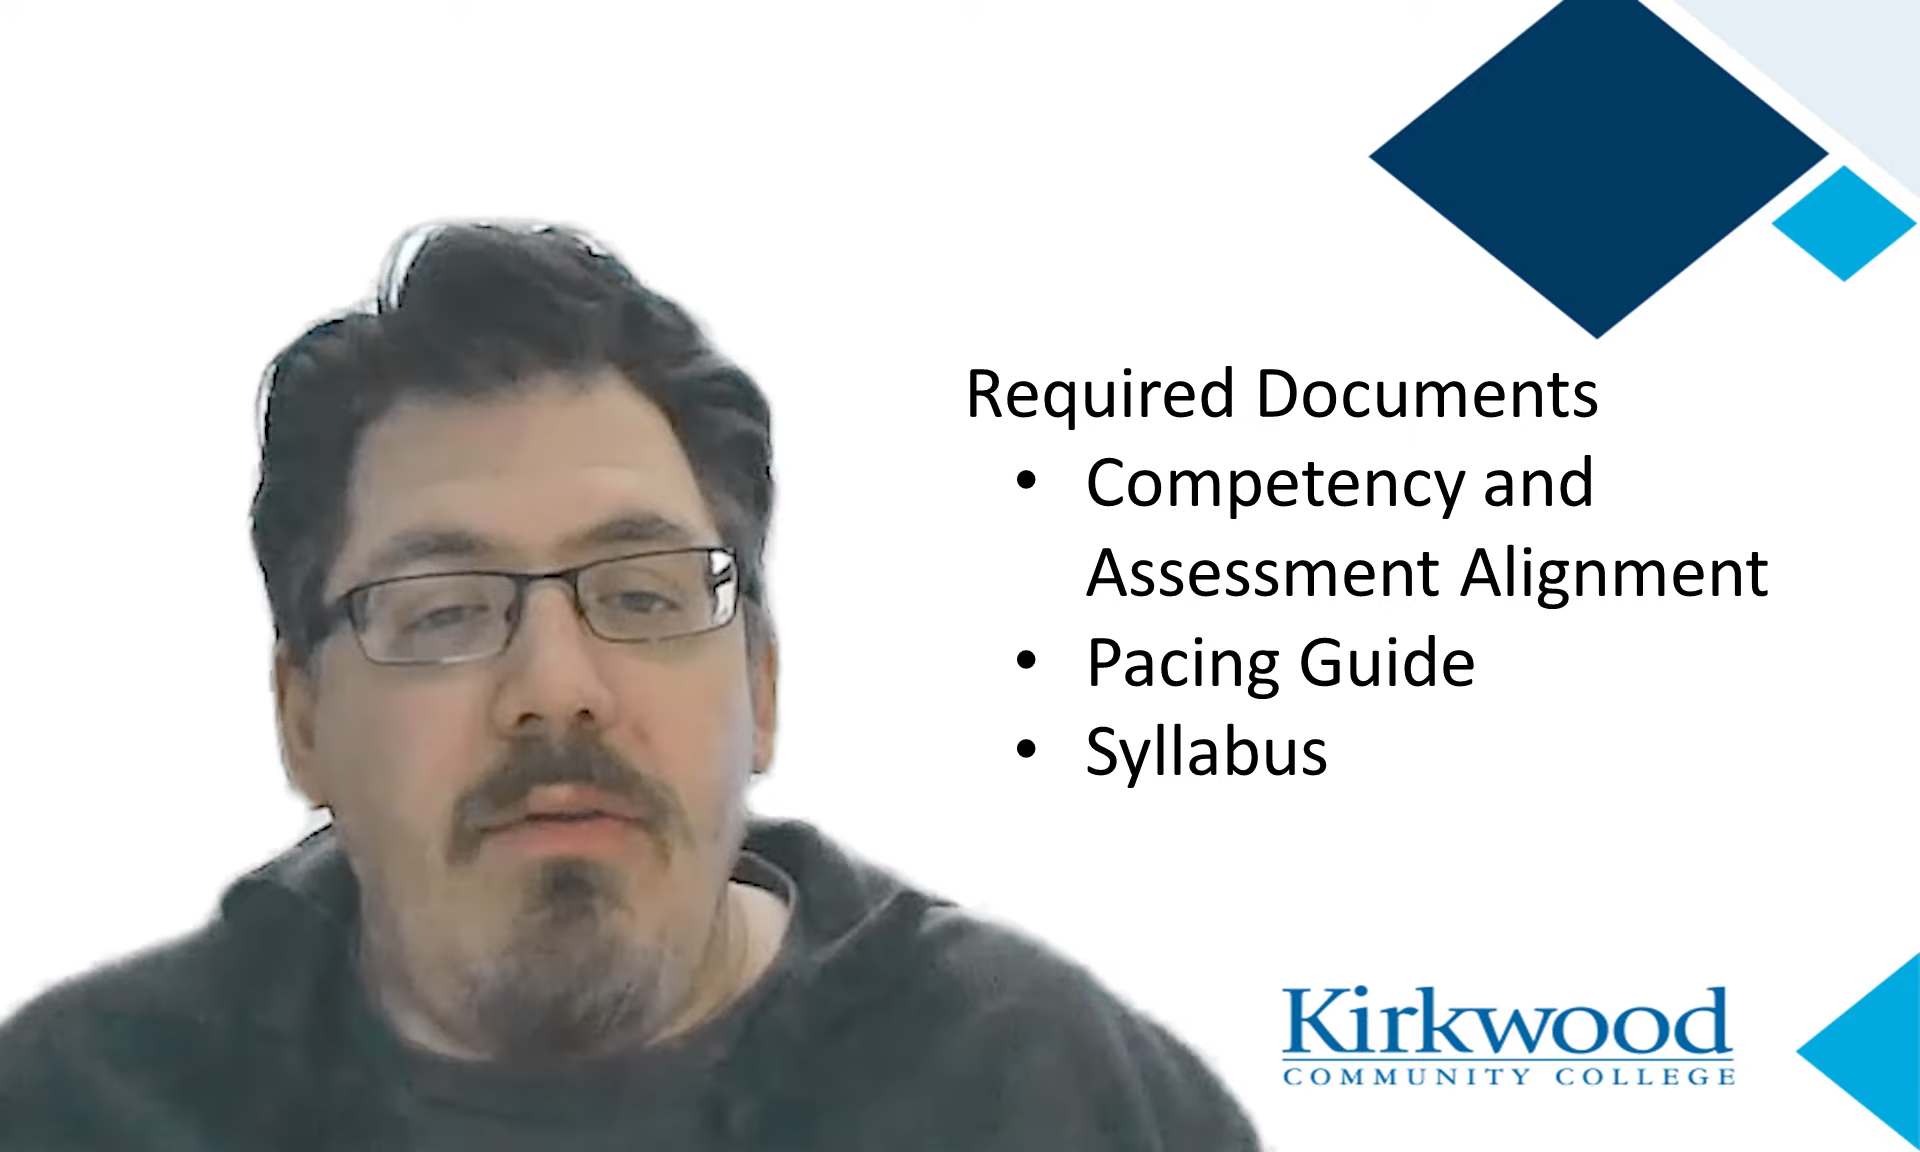 Required Documents
• Competency and
Assessment Alignment
• Pacing Guide
• Syllabus
Kirkwood
COMMUNITY COLLEGE